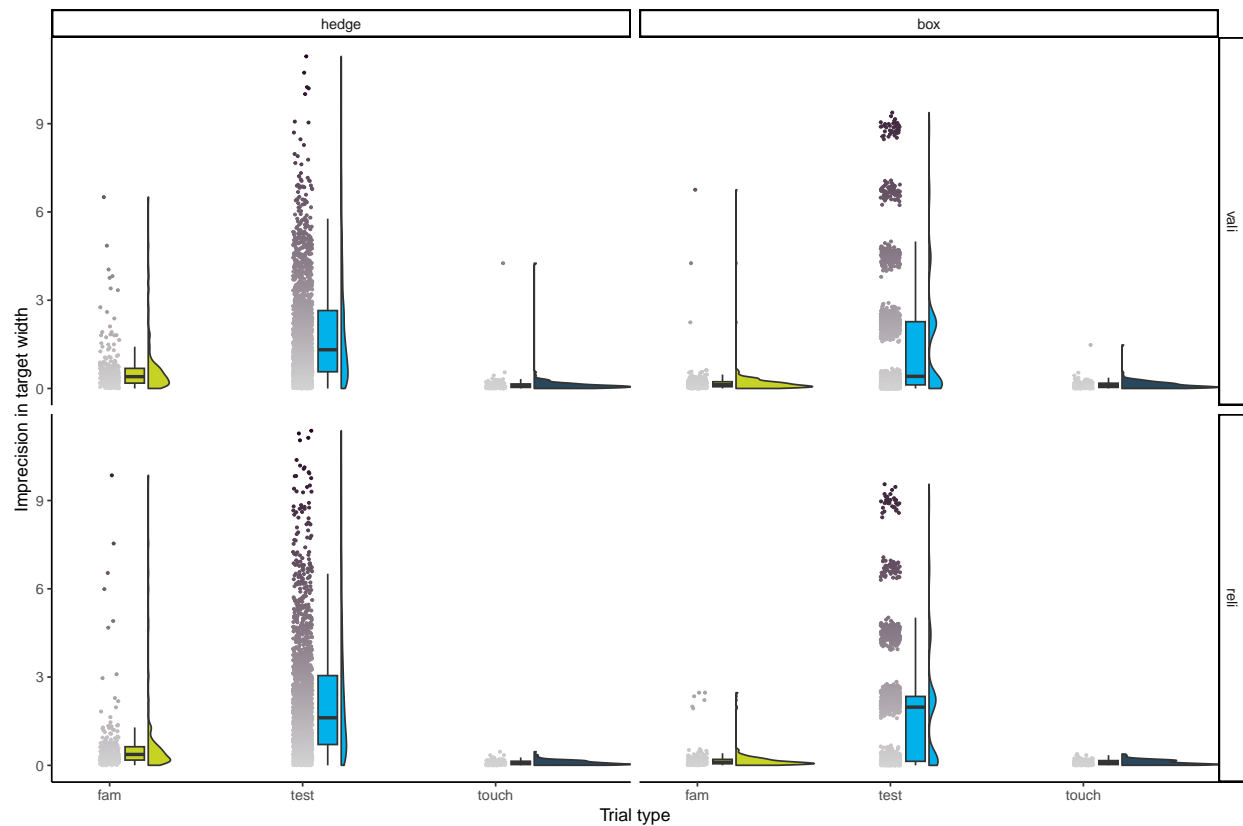 hedge
box
vali
reli
Imprecision in target width
9
6
3
0
9
6
3
0
fam
test
touch
fam
test
touch
Trial type